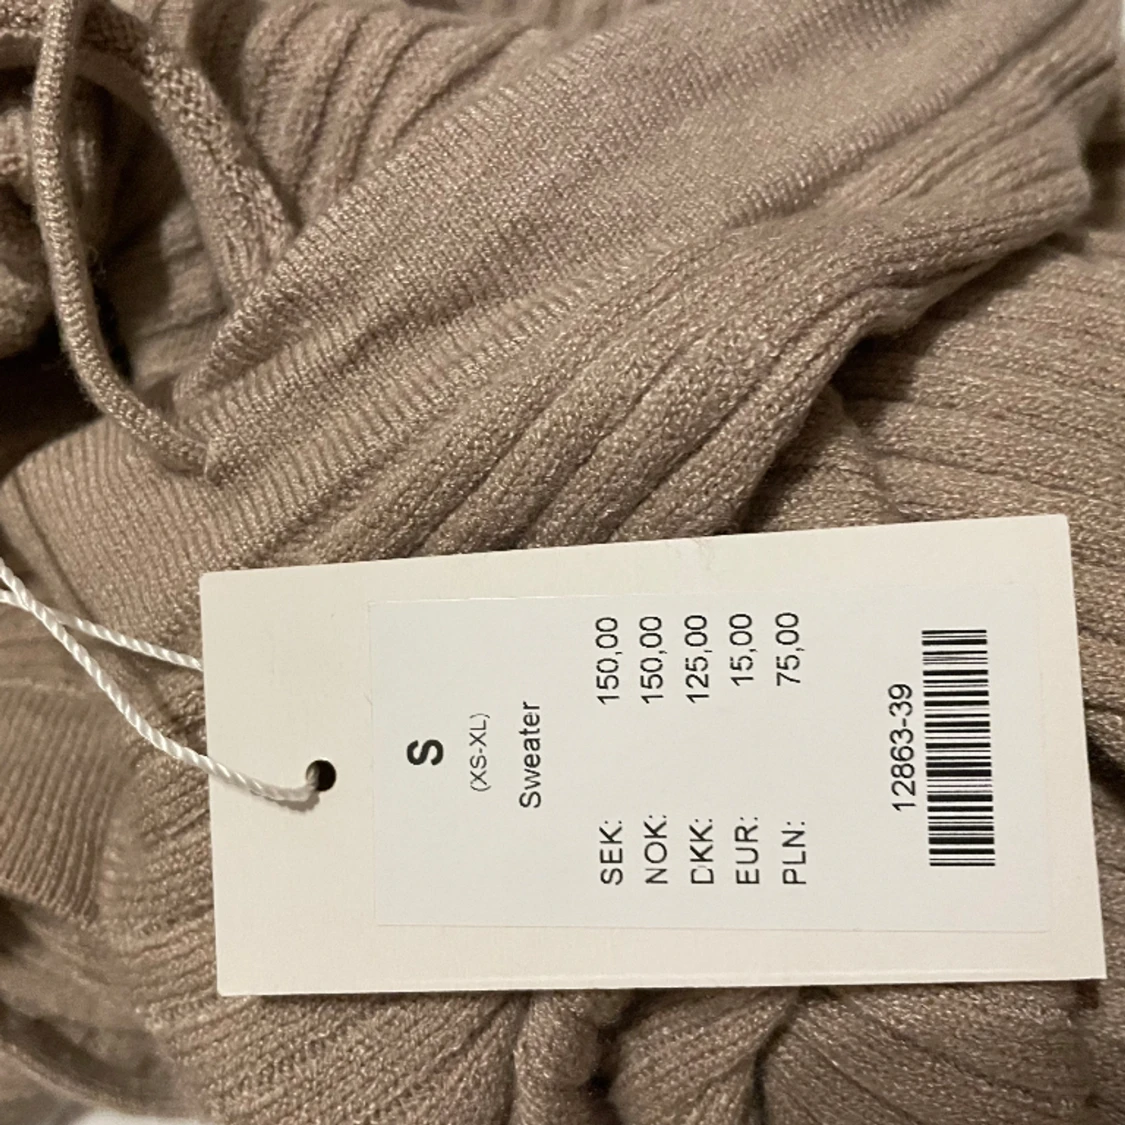 S
(XS-XL)
Sweater
SEK: 150,00
NOK: 150,00
DKK: 125,00
EUR: 15,00
PLN: 75,00
12863-39